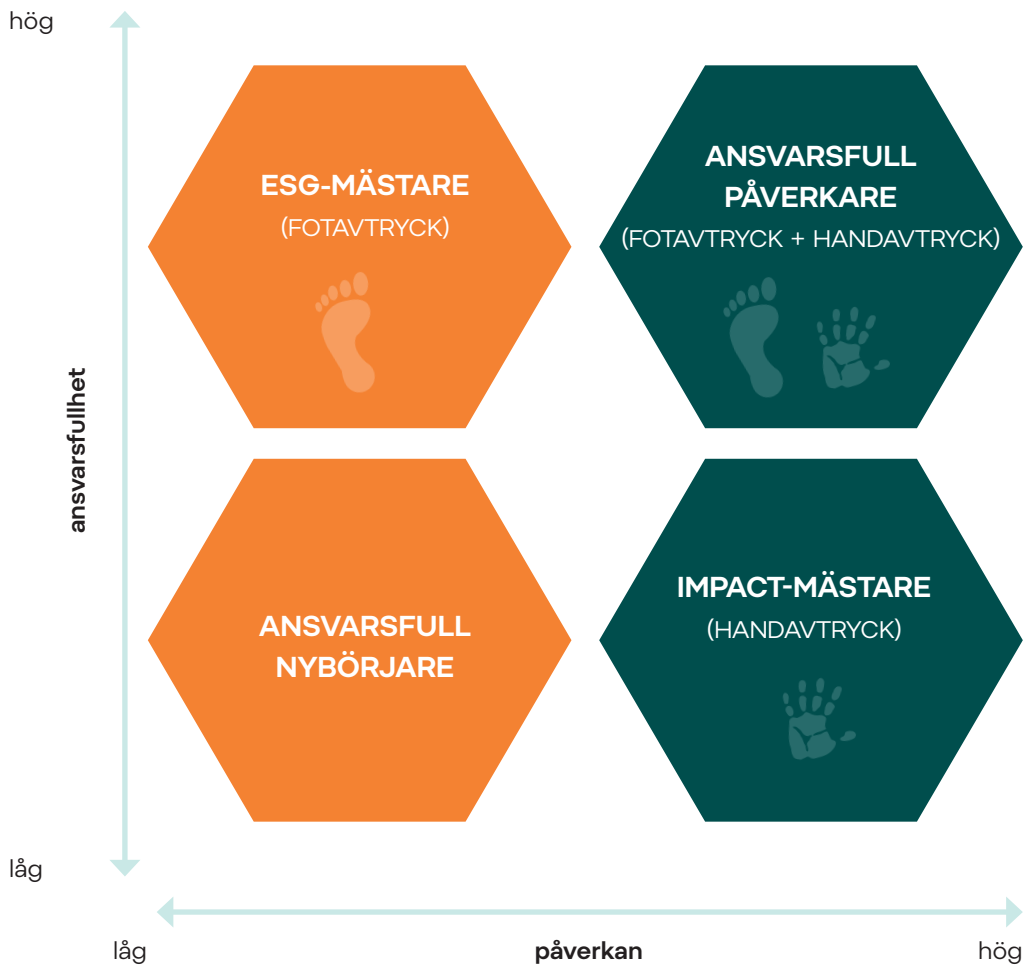 hög
ESG-MÄSTARE
(FOTAVTRYCK)
ANSVARSFULL
PÅVERKARE
(FOTAVTRYCK + HANDAVTRYCK)
ansvarsfullhet
ANSVARSFULL
NYBÖRJARE
IMPACT-MÄSTARE
(HANDAVTRYCK)
låg
låg
påverkan
hög